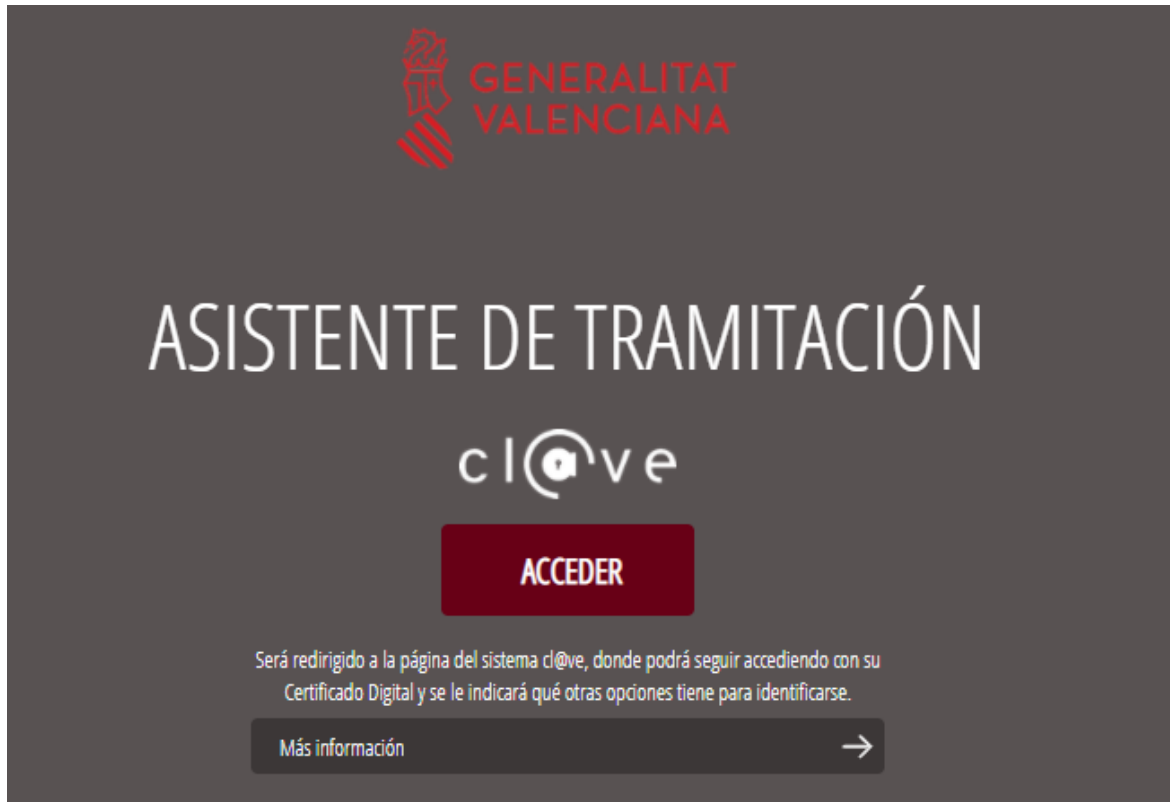 GENERALITAT
VALENCIANA
ASISTENTE DE TRAMITACIÓN
cl@ve
ACCEDER
Será redirigido a la página del sistema cl@ve, donde podrá seguir accediendo con su
Certificado Digital y se le indicará qué otras opciones tiene para identificarse.
Más información